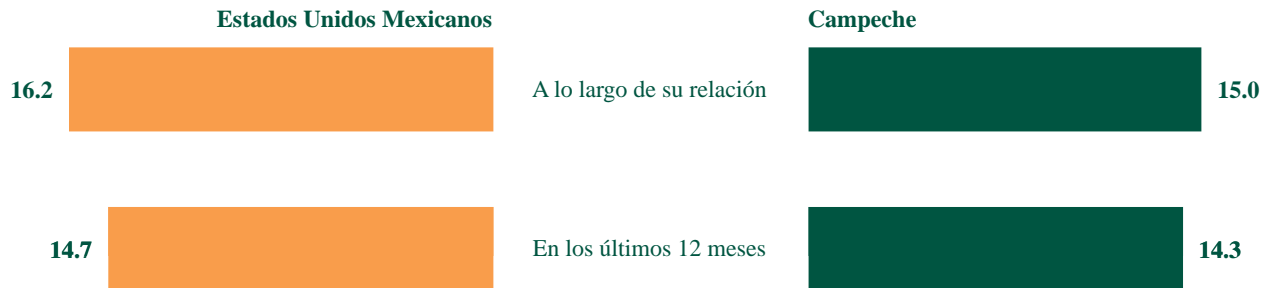 Estados Unidos Mexicanos
Campeche
16.2
A lo largo de su relación
15.0
14.7
En los últimos 12 meses
14.3